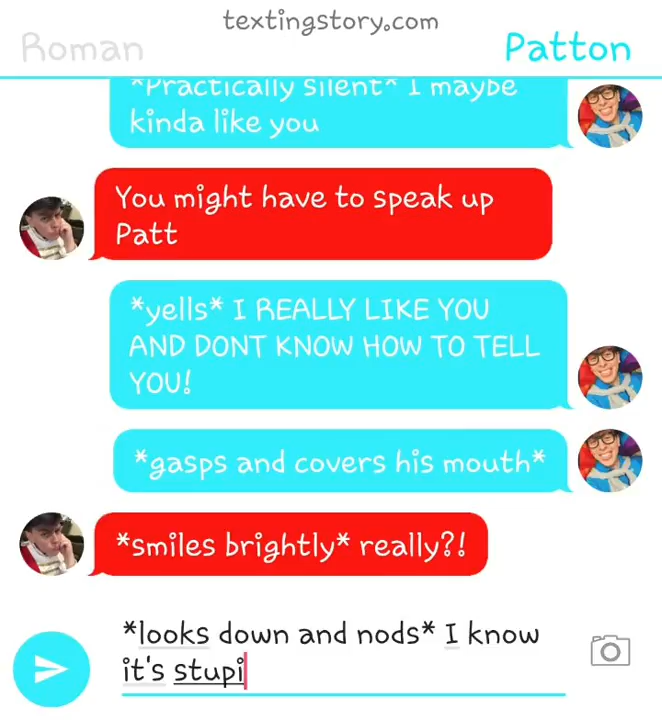 textingstory.com
Roman
Patton
*Practically silent* I maybe
kinda like you
You might have to speak up
Patt
*yells* I REALLY LIKE YOU
AND DONT KNOW HOW TO TELL
YOU!
*gasps and covers his mouth*
*smiles brightly* really?!
*looks down and nods* I know
it's stupi